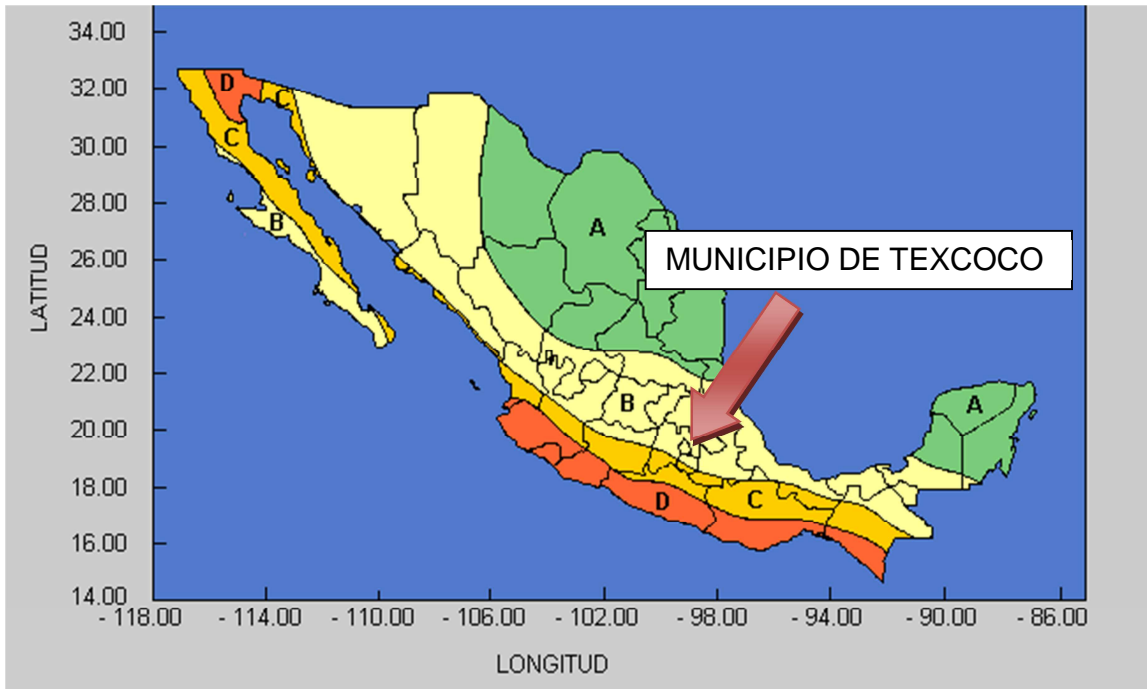 34.00
32.00
30.00
28.00
26.00
24.00
22.00
20.00
18.00
16.00
14.00
LATITUD
D
C
C
B
A
MUNICIPIO DE TEXCOCO
B
A
C
D
- 118.00 - 114.00 - 110.00 - 106.00 - 102.00 - 98.00 - 94.00 - 90.00 - 86.00
LONGITUD